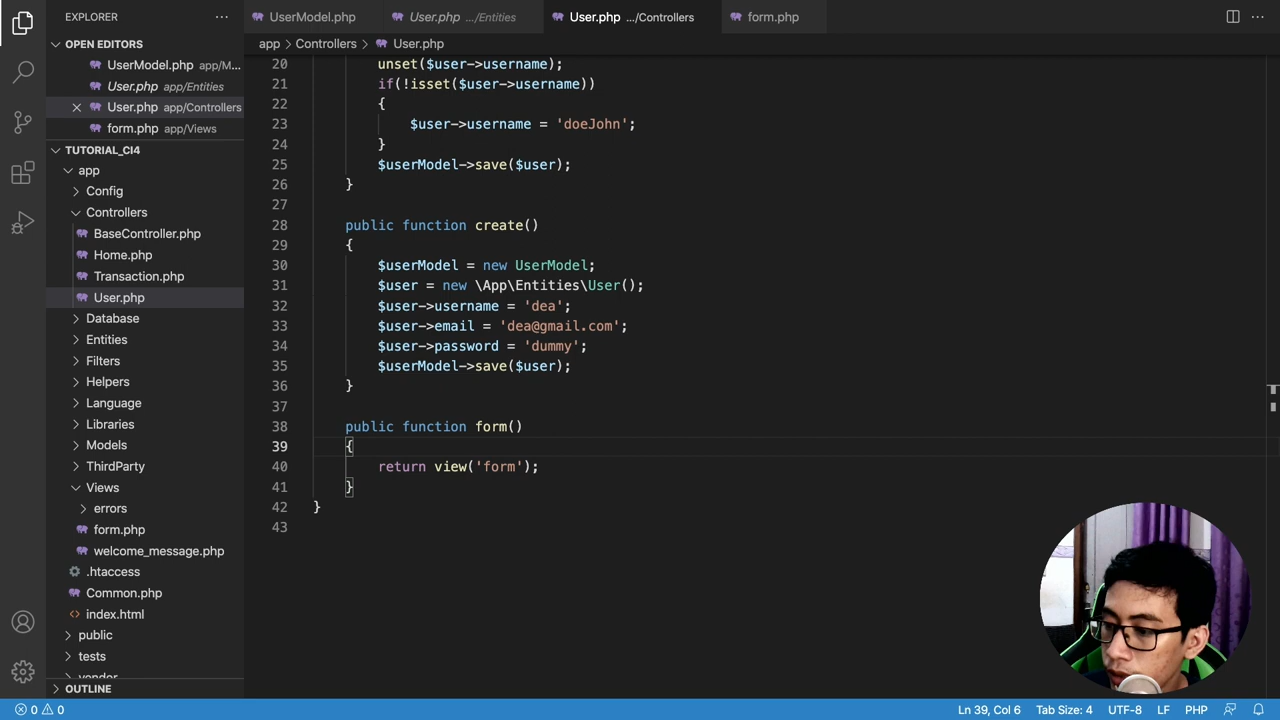 EXPLORER
OPEN EDITORS
UserModel.php app/M...
User.php app/Entities
User.php app/Controllers
form.php app/Views
TUTORIAL_CI4
app
Config
Controllers
BaseController.php
Home.php
Transaction.php
User.php
Database
Entities
Filters
Helpers
Language
Libraries
Models
ThirdParty
Views
errors
form.php
welcome_message.php
.htaccess
Common.php
index.html
public
tests
vendor
OUTLINE
UserModel.php User.php .../Entities User.php .../Controllers form.php
app > Controllers > User.php
20 unset($user->username);
21 if(!isset($user->username))
22 {
23 $user->username = 'doeJohn';
24 }
25 $userModel->save($user);
26 }
27
28 public function create()
29 {
30 $userModel = new UserModel;
31 $user = new \App\Entities\User();
32 $user->username = 'dea';
33 $user->email = 'dea@gmail.com';
34 $user->password = 'dummy';
35 $userModel->save($user);
36 }
37
38 public function form()
39 {
40 return view('form');
41 }
42 }
43
0 0 Ln 39, Col 6 Tab Size: 4 UTF-8 LF PHP